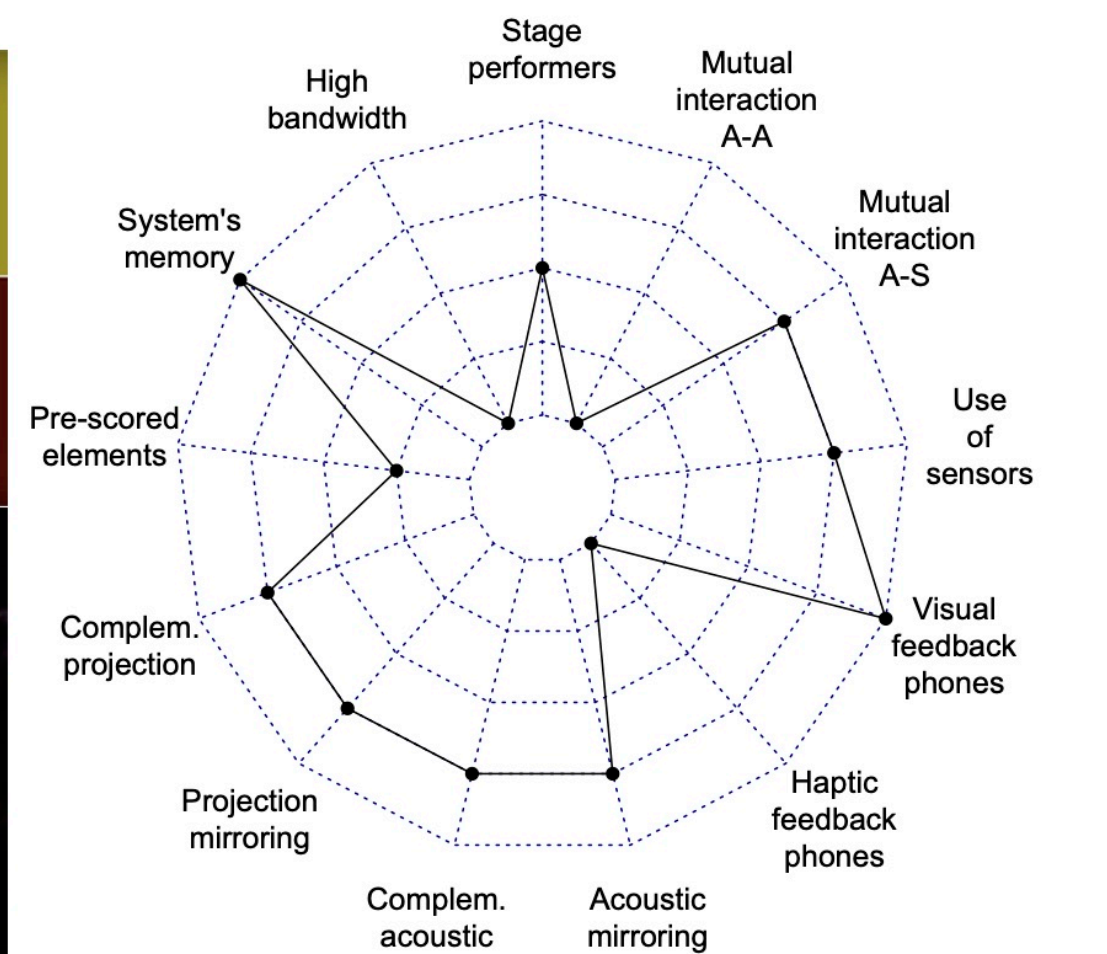 Stage
performers
Mutual
interaction
A-A
Mutual
interaction
A-S
Use
of
sensors
Visual
feedback
phones
Haptic
feedback
phones
Acoustic
mirroring
Complem.
acoustic
Projection
mirroring
Complem.
projection
Pre-scored
elements
System's
memory
High
bandwidth